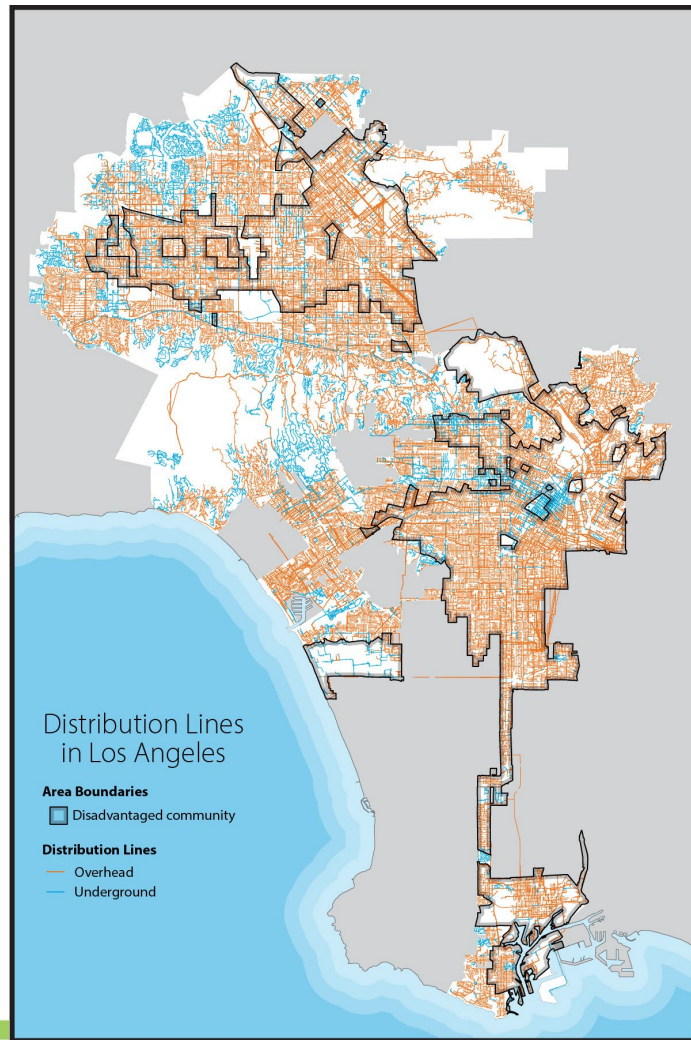 Distribution Lines
in Los Angeles
Area Boundaries
Disadvantaged community
Distribution Lines
Overhead
Underground